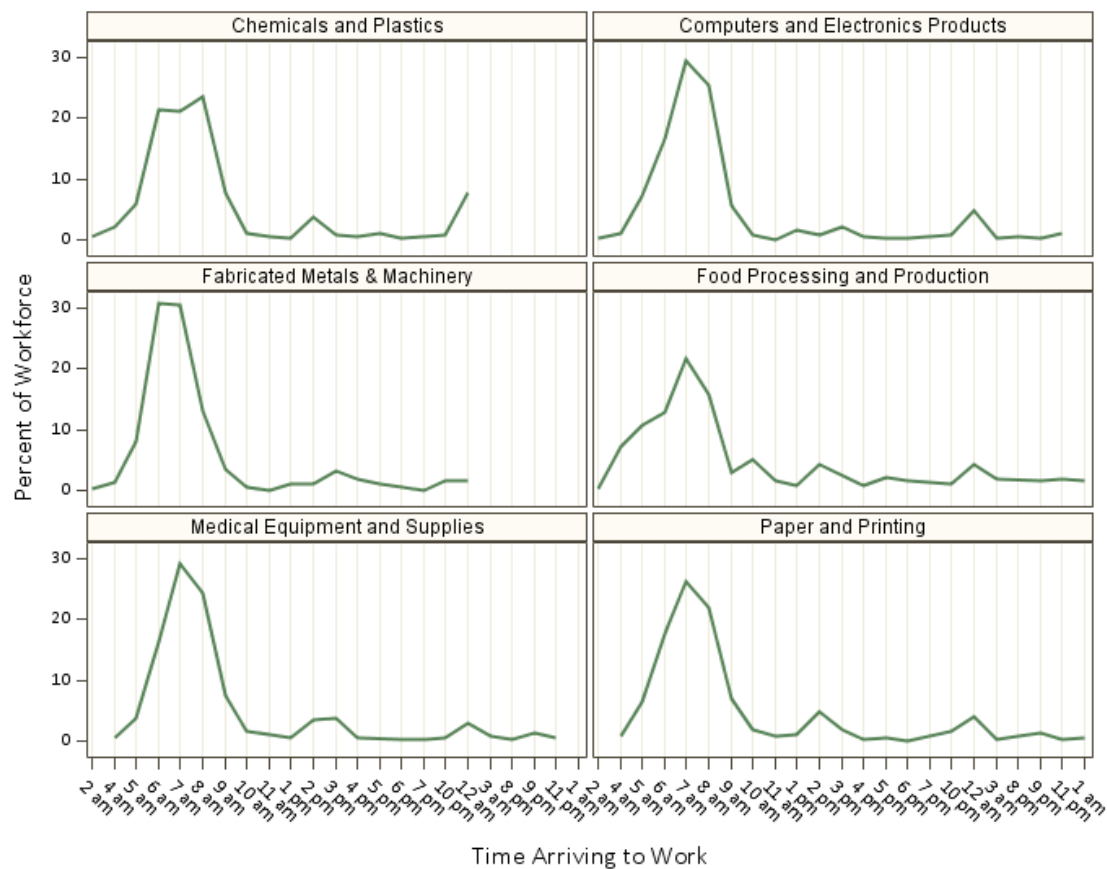 Chemicals and Plastics
Computers and Electronics Products
30
20
10
0
Fabricated Metals & Machinery
Food Processing and Production
30
20
10
0
Medical Equipment and Supplies
Paper and Printing
30
20
10
0
Percent of Workforce
2 am
4 am
5 am
6 am
7 am
8 am
9 am
10 am
11 am
1 pm
2 pm
3 pm
4 pm
5 pm
6 pm
7 pm
10 pm
12 am
3 am
8 pm
9 pm
11 pm
1 am
2 am
4 am
5 am
6 am
7 am
8 am
9 am
10 am
11 am
1 pm
2 pm
3 pm
4 pm
5 pm
6 pm
7 pm
10 pm
12 am
3 am
8 pm
9 pm
11 pm
1 am
Time Arriving to Work